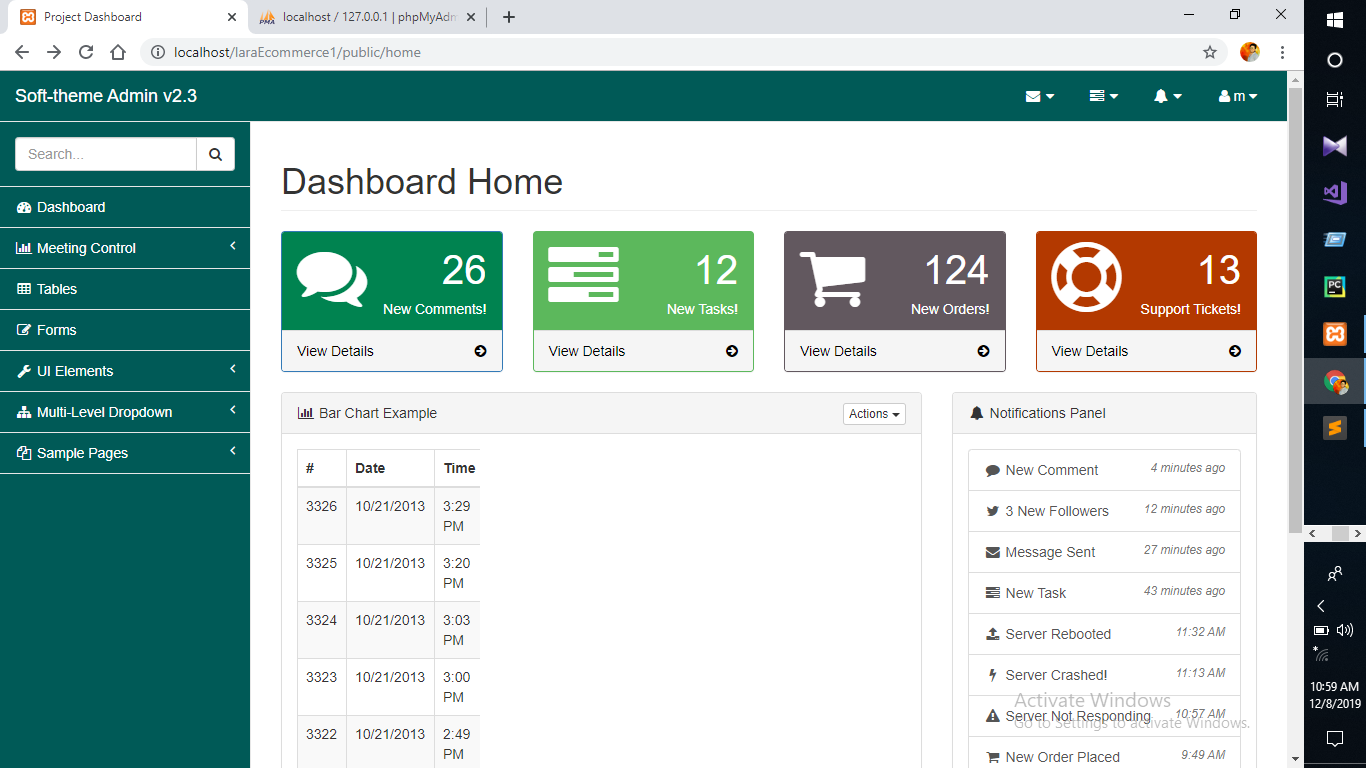 Project Dashboard
localhost / 127.0.0.1 | phpMyAdm
localhost/laraEcommerce1/public/home
Soft-theme Admin v2.3
m
Search...
Dashboard
Meeting Control
Tables
Forms
UI Elements
Multi-Level Dropdown
Sample Pages
Dashboard Home
26
New Comments!
View Details
12
New Tasks!
View Details
124
New Orders!
View Details
13
Support Tickets!
View Details
Bar Chart Example
Actions
# Date Time
3326 10/21/2013 3:29
PM
3325 10/21/2013 3:20
PM
3324 10/21/2013 3:03
PM
3323 10/21/2013 3:00
PM
3322 10/21/2013 2:49
PM
Notifications Panel
New Comment 4 minutes ago
3 New Followers 12 minutes ago
Message Sent 27 minutes ago
New Task 43 minutes ago
Server Rebooted 11:32 AM
Server Crashed! 11:13 AM
Server Not Responding 10:57 AM
New Order Placed 9:49 AM
Activate Windows
Go to Settings to activate Windows.
PC
10:59 AM
12/8/2019